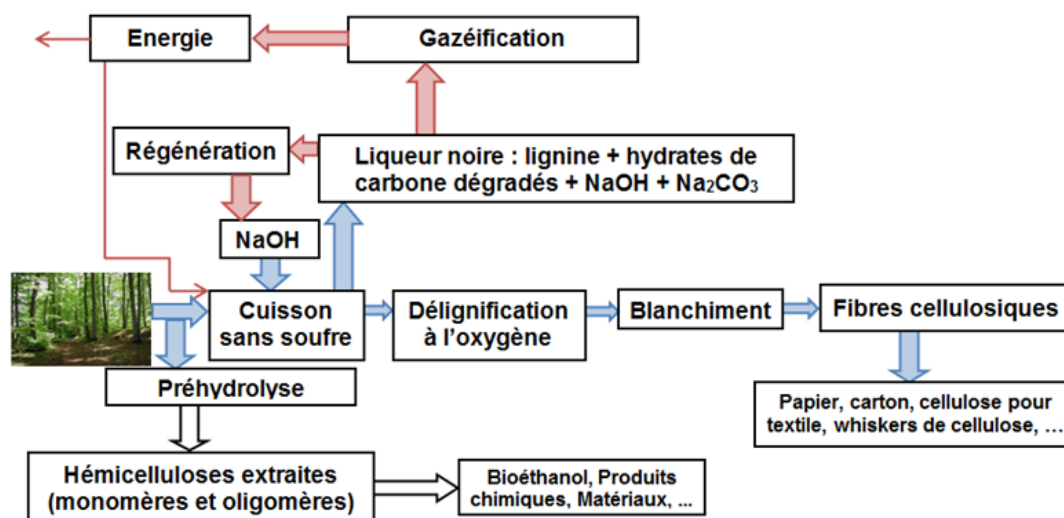 Energie
Gazéification
Régénération
Liqueur noire : lignine + hydrates de
carbone dégradés + NaOH + Na₂CO₃
NaOH
Cuisson
sans soufre
Délignification
à l'oxygène
Blanchiment
Fibres cellulosiques
Préhydrolyse
Papier, carton, cellulose pour
textile, whiskers de cellulose, …
Hémicelluloses extraites
(monomères et oligomères)
Bioéthanol, Produits
chimiques, Matériaux, ...